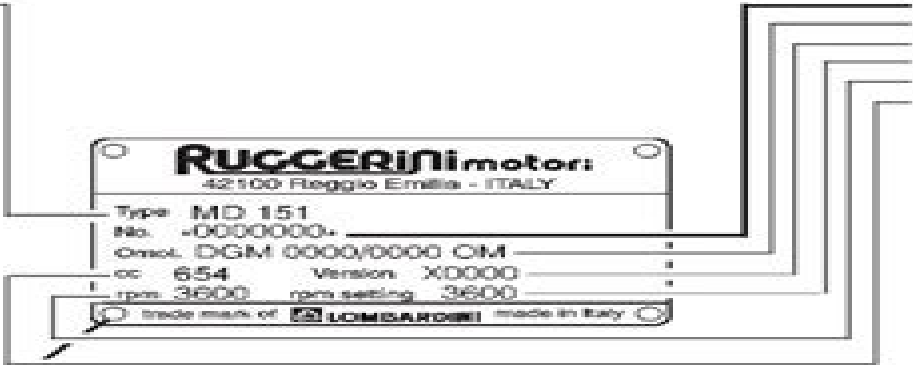 RUGGERINI motori
42100 Reggio Emilia - ITALY
Type MD 151
No. *0000000*
Omol. DGM 0000/0000 OM
cc 654 Version X0000
rpm 3600 rpm setting 3600
trade mark of LOMBARDINI made in Italy